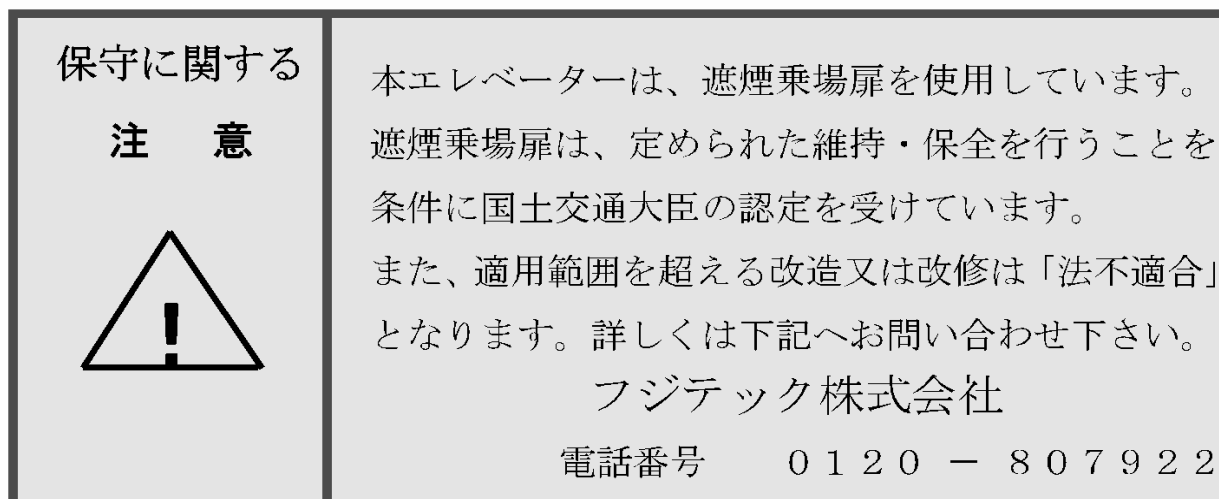 保守に関する
注　意
!
本エレベーターは、遮煙乗場扉を使用しています。
遮煙乗場扉は、定められた維持・保全を行うことを
条件に国土交通大臣の認定を受けています。
また、適用範囲を超える改造又は改修は「法不適合」
となります。詳しくは下記へお問い合わせ下さい。
フジテック株式会社
電話番号　０１２０－８０７９２２